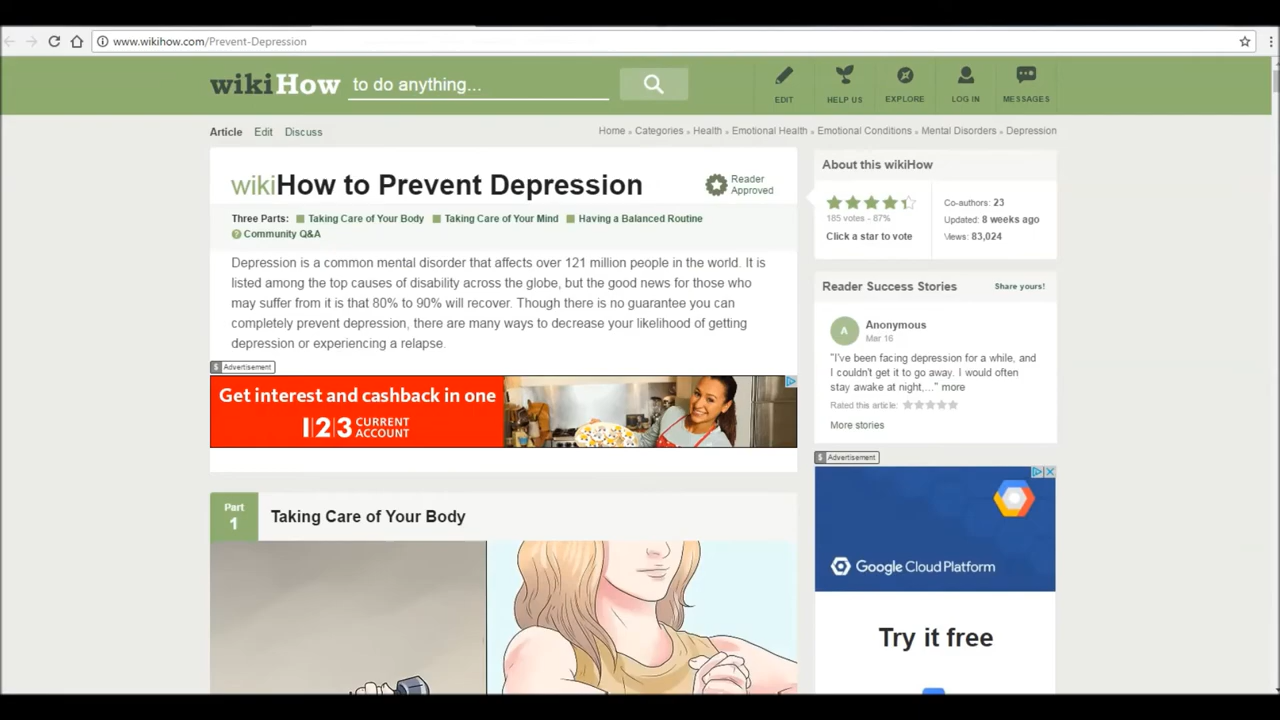 www.wikihow.com/Prevent-Depression
wikiHow to do anything...
EDIT
HELP US
EXPLORE
LOG IN
MESSAGES
Article Edit Discuss
Home » Categories » Health » Emotional Health » Emotional Conditions » Mental Disorders » Depression
wikiHow to Prevent Depression
Reader
Approved
Three Parts: Taking Care of Your Body Taking Care of Your Mind Having a Balanced Routine
Community Q&A
Depression is a common mental disorder that affects over 121 million people in the world. It is
listed among the top causes of disability across the globe, but the good news for those who
may suffer from it is that 80% to 90% will recover. Though there is no guarantee you can
completely prevent depression, there are many ways to decrease your likelihood of getting
depression or experiencing a relapse.
$ Advertisement
Get interest and cashback in one
1|2|3 CURRENT
ACCOUNT
Part
1
Taking Care of Your Body
About this wikiHow
185 votes - 87%
Click a star to vote
Co-authors: 23
Updated: 8 weeks ago
Views: 83,024
Reader Success Stories
Share yours!
A
Anonymous
Mar 16
"I've been facing depression for a while, and
I couldn't get it to go away. I would often
stay awake at night,..." more
Rated this article:
More stories
$ Advertisement
Google Cloud Platform
Try it free